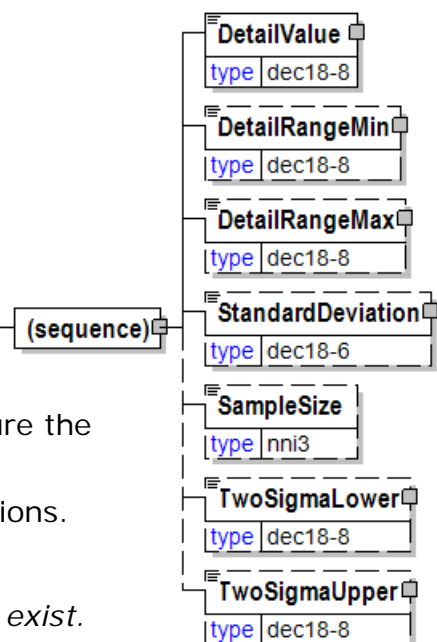 DetailValue
type dec18-8
DetailRangeMin
type dec18-8
DetailRangeMax
type dec18-8
(sequence)
StandardDeviation
type dec18-6
SampleSize
type nni3
TwoSigmaLower
type dec18-8
TwoSigmaUpper
type dec18-8
ure the
ions.
exist.